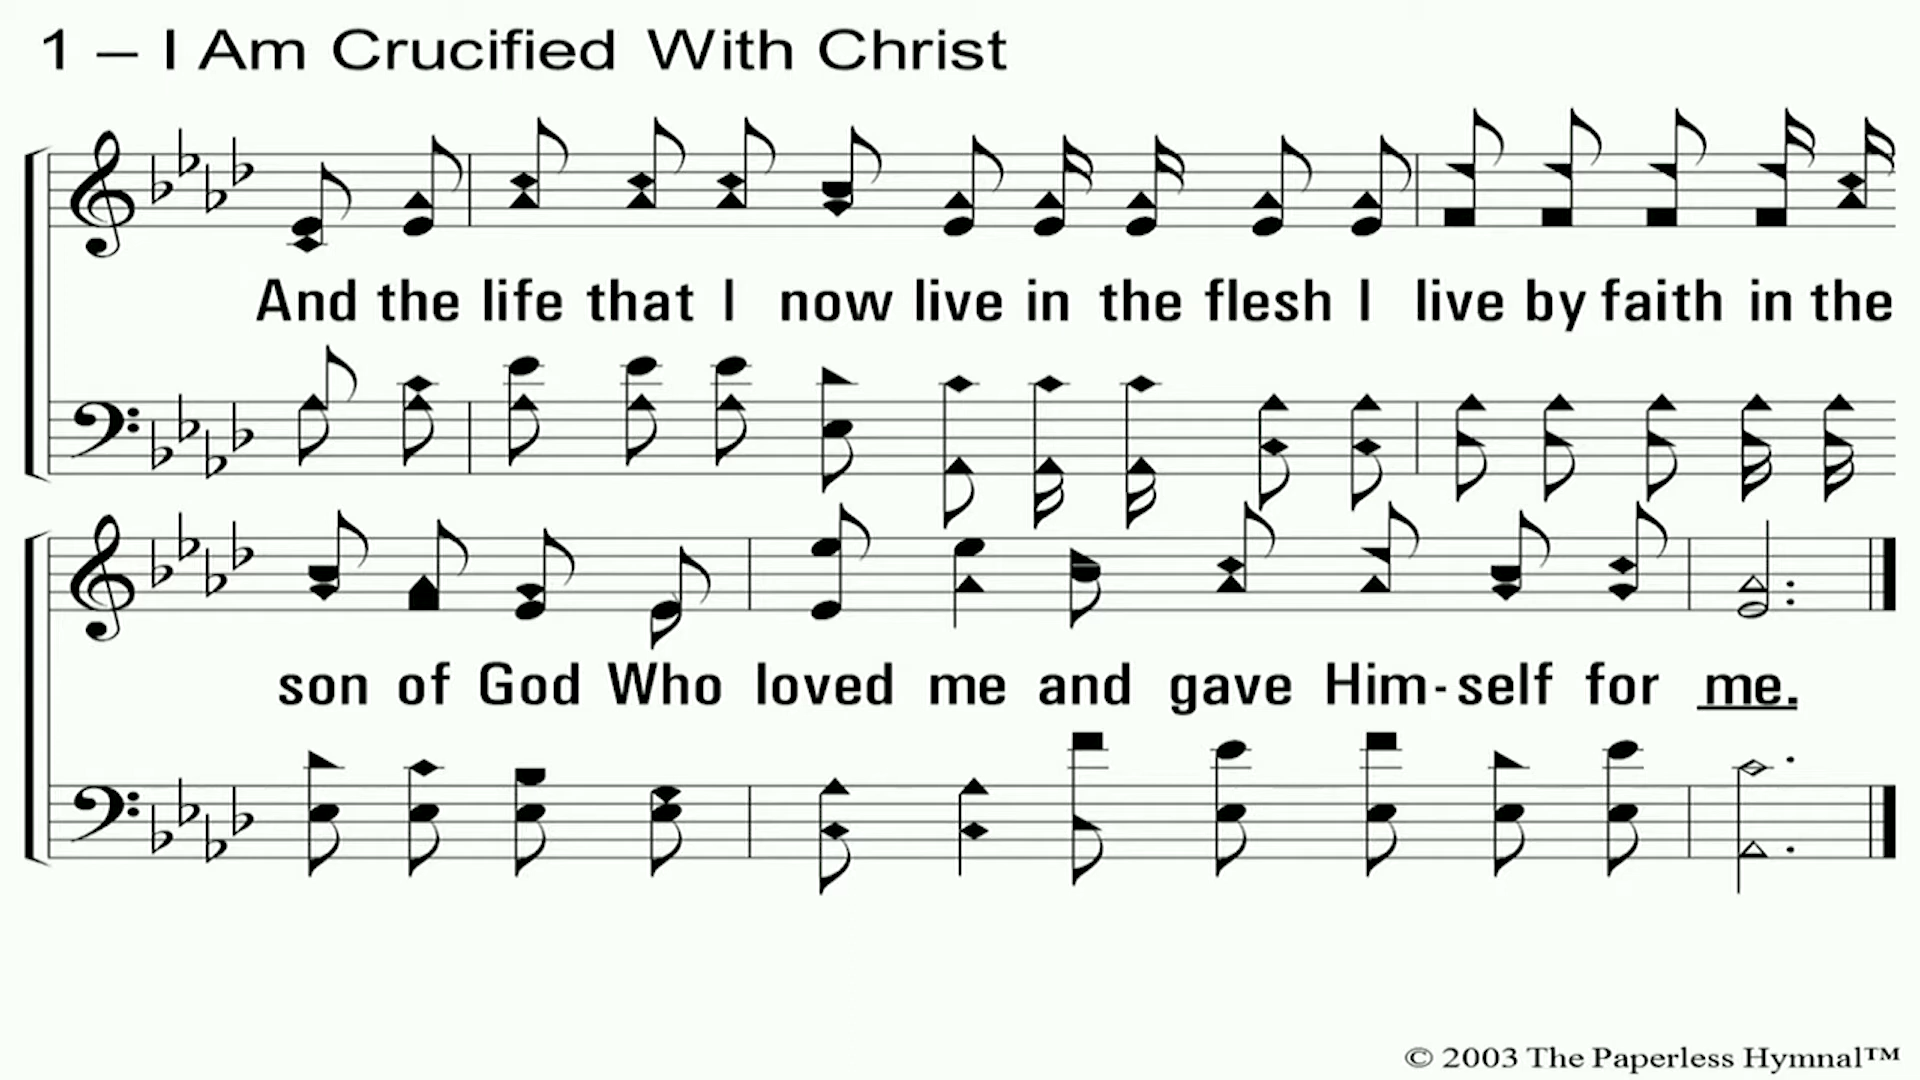 1 – I Am Crucified With Christ
And the life that I now live in the flesh I live by faith in the
son of God Who loved me and gave Him-self for me.
© 2003 The Paperless Hymnal™